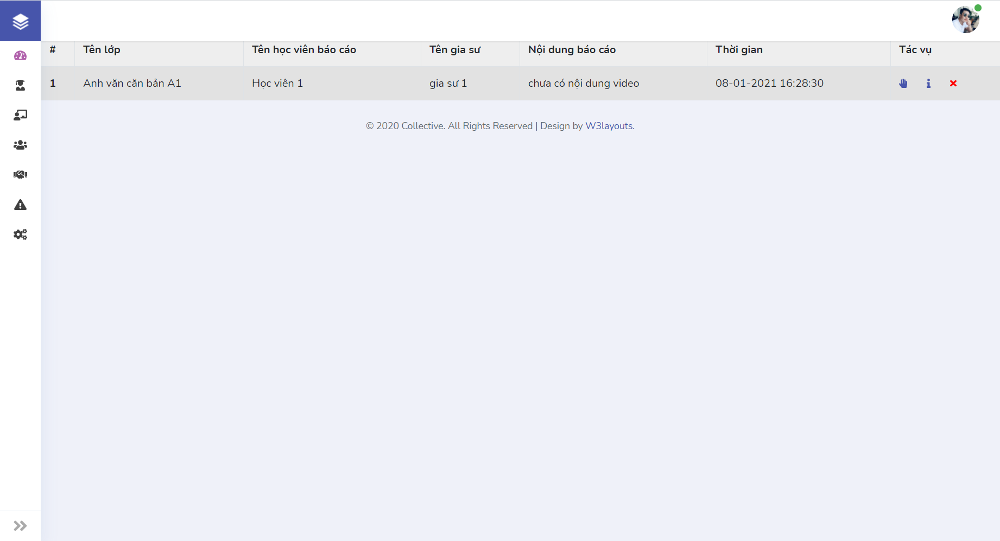 # Tên lớp Tên học viên báo cáo Tên gia sư Nội dung báo cáo Thời gian Tác vụ
1 Anh văn căn bản A1 Học viên 1 gia sư 1 chưa có nội dung video 08-01-2021 16:28:30
© 2020 Collective. All Rights Reserved | Design by W3layouts.